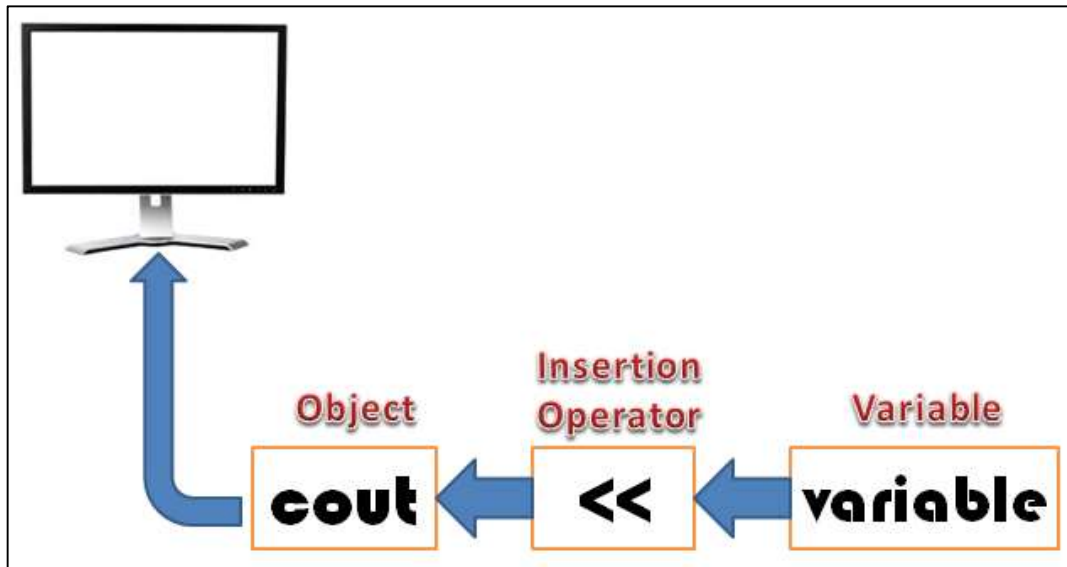 Object
Insertion
Operator
Variable
cout
<<
variable